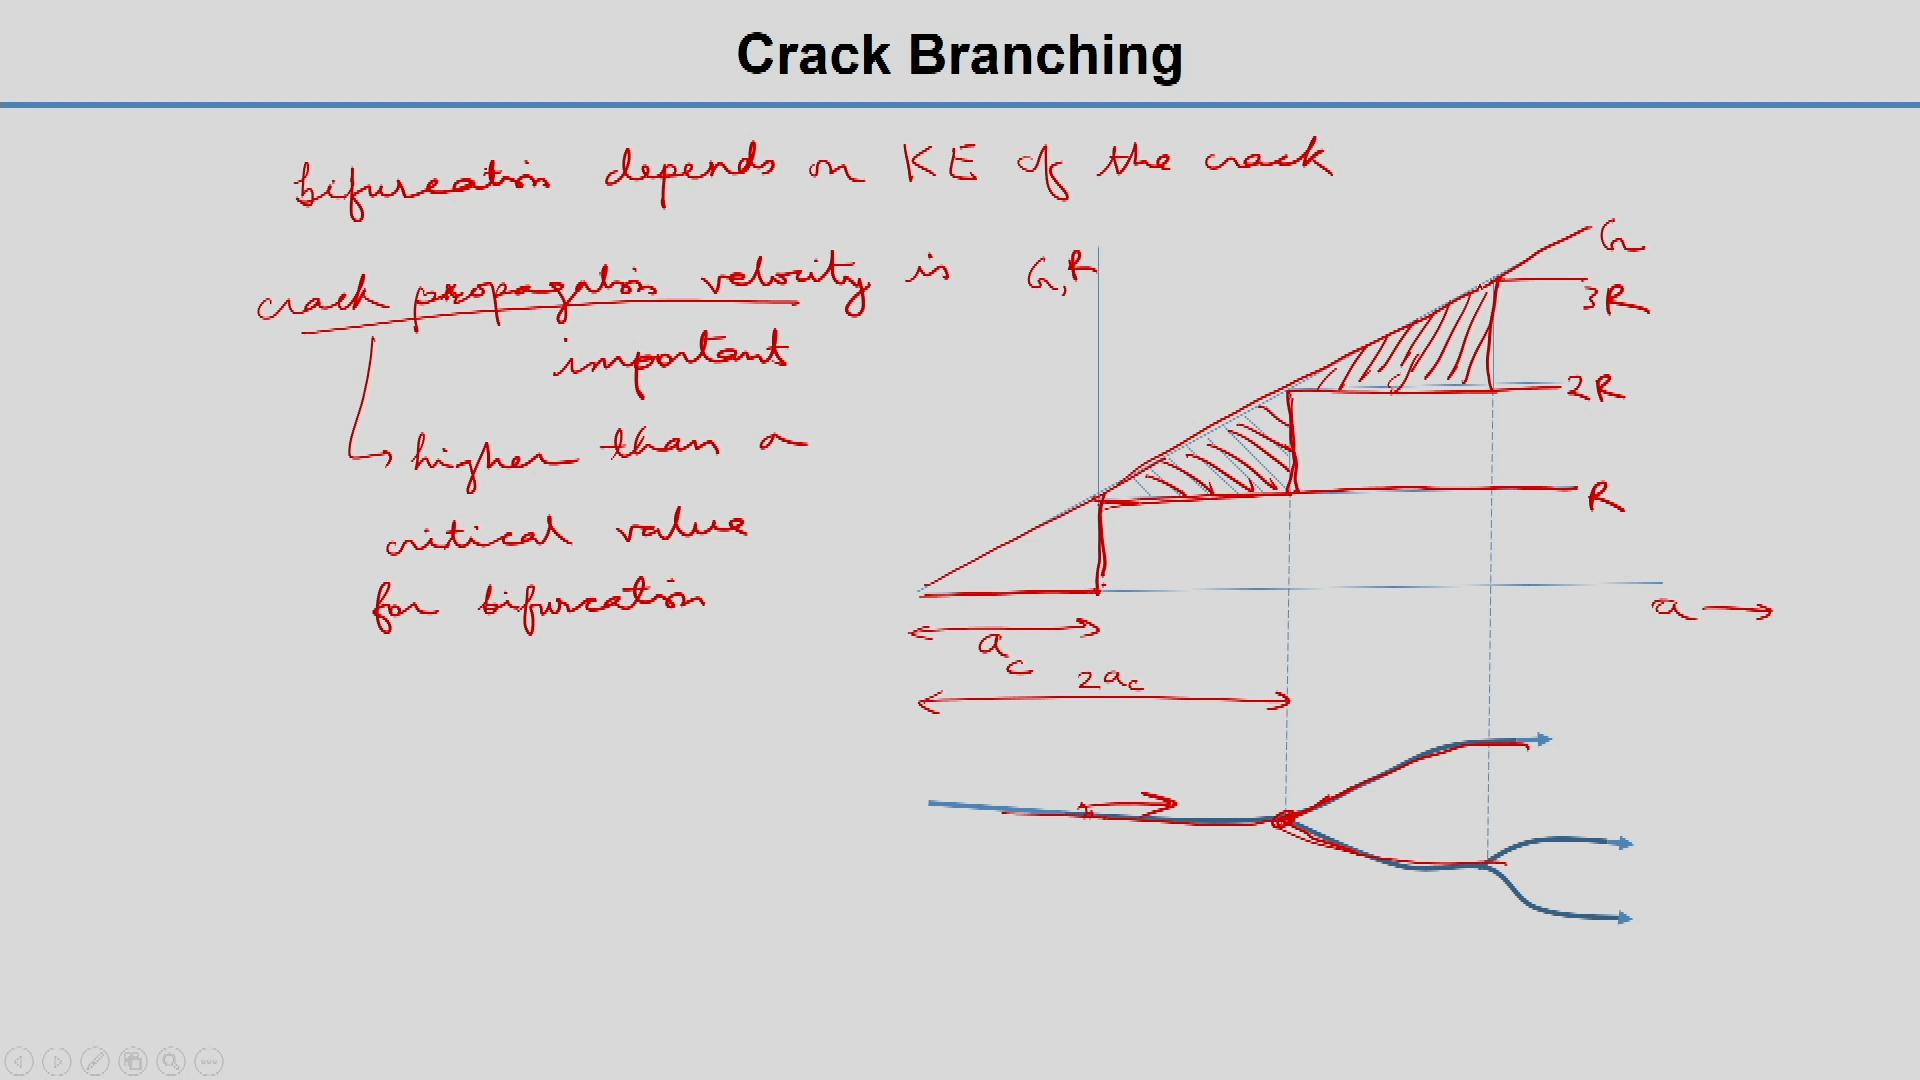 Crack Branching
bifurcation depends on KE of the crack
crack propagation velocity is
important
higher than a
critical value
for bifurcation
G, R
G
3R
2R
R
a
a_c
2a_c